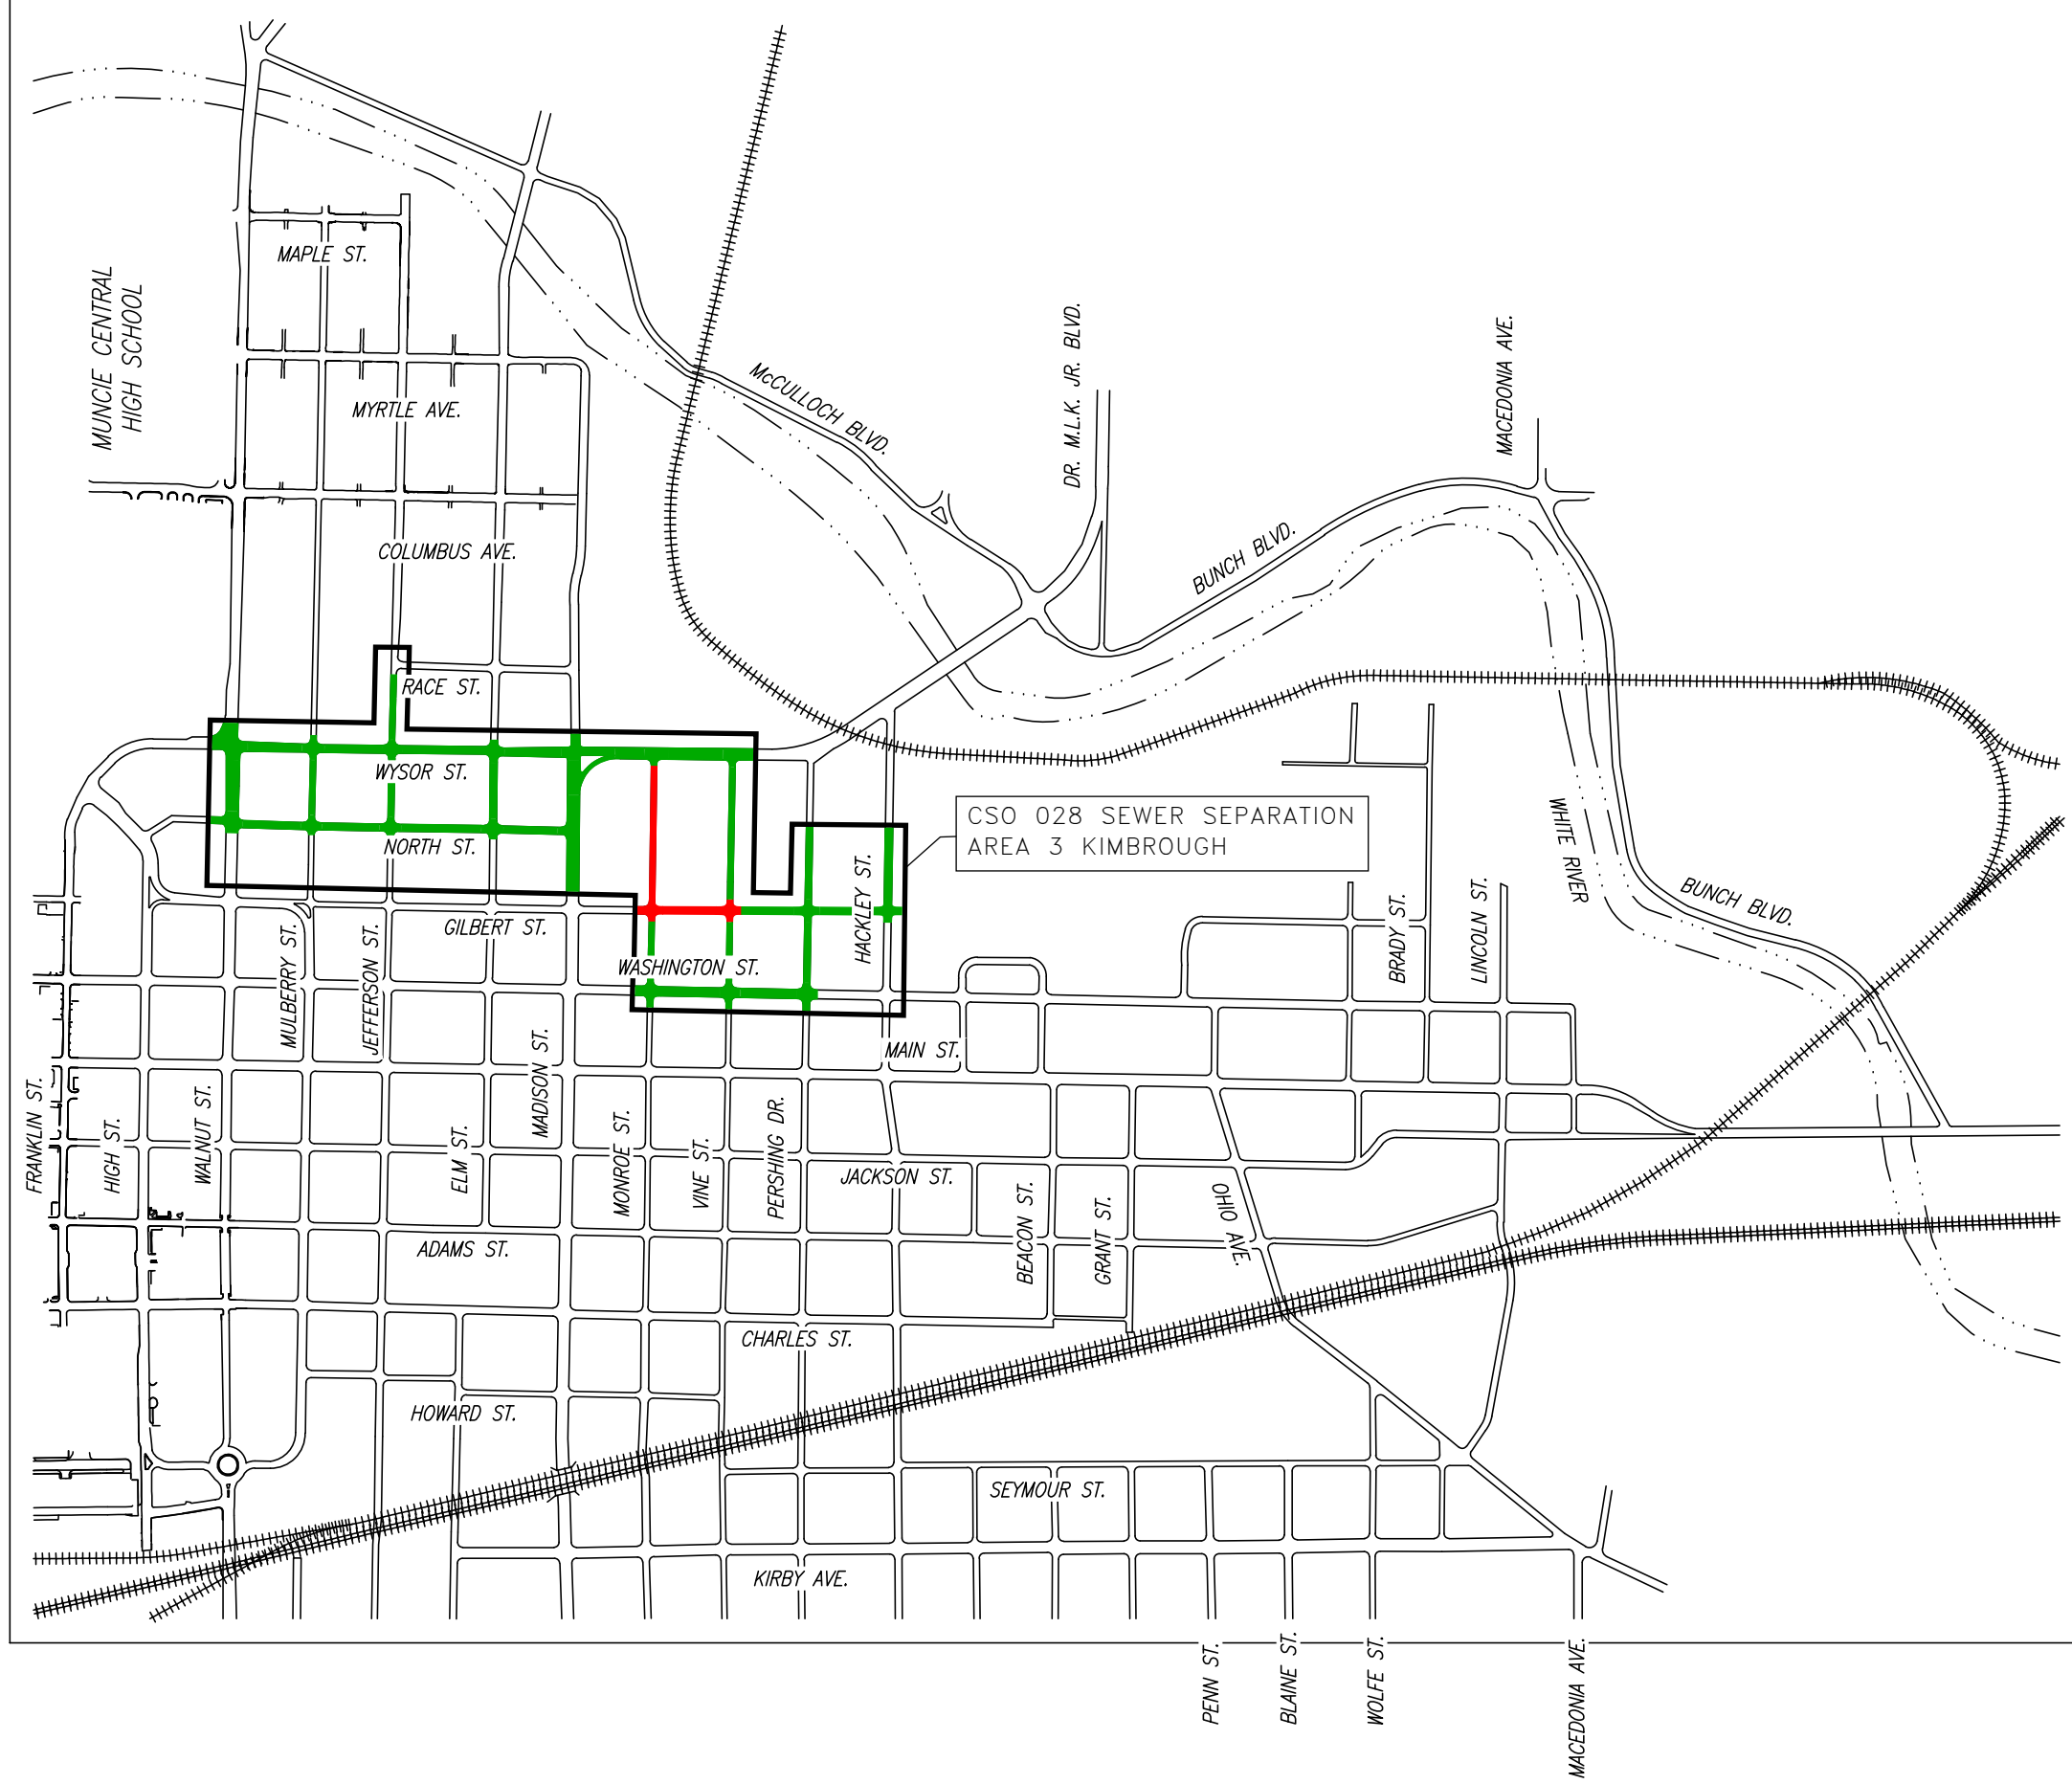 MAPLE ST.
MUNCIE CENTRAL
HIGH SCHOOL
MYRTLE AVE.
McCULLOCH BLVD.
DR. M.L.K. JR. BLVD.
MACEDONIA AVE.
COLUMBUS AVE.
BUNCH BLVD.
RACE ST.
WYSOR ST.
CSO 028 SEWER SEPARATION
AREA 3 KIMBROUGH
NORTH ST.
WHITE RIVER
HACKLEY ST.
BUNCH BLVD.
GILBERT ST.
MULBERRY ST.
JEFFERSON ST.
BRADY ST.
LINCOLN ST.
WASHINGTON ST.
MAIN ST.
MADISON ST.
FRANKLIN ST.
HIGH ST.
WALNUT ST.
ELM ST.
MONROE ST.
VINE ST.
PERSHING DR.
JACKSON ST.
OHIO AVE.
BEACON ST.
GRANT ST.
ADAMS ST.
CHARLES ST.
HOWARD ST.
SEYMOUR ST.
KIRBY AVE.
PENN ST.
BLAINE ST.
WOLFE ST.
MACEDONIA AVE.